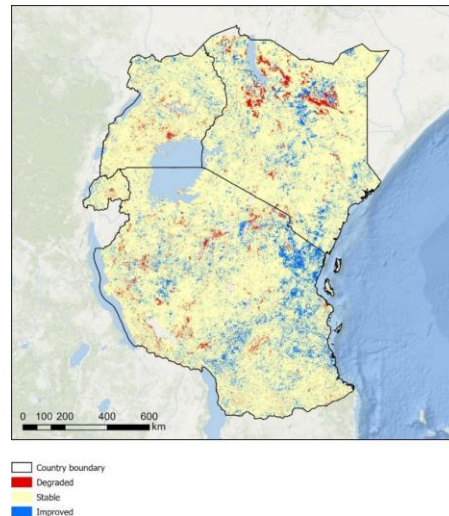 0 100 200 400 600
km
Country boundary
Degraded
Stable
Improved